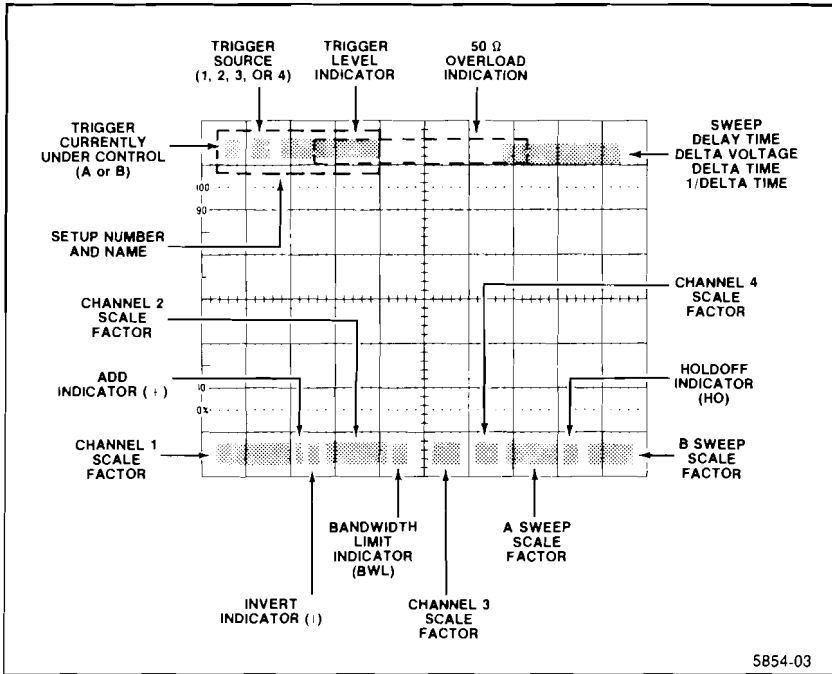 TRIGGER
SOURCE
(1, 2, 3, OR 4)
TRIGGER
LEVEL
INDICATOR
50 Ω
OVERLOAD
INDICATION
TRIGGER
CURRENTLY
UNDER CONTROL
(A or B)
SWEEP
DELAY TIME
DELTA VOLTAGE
DELTA TIME
1/DELTA TIME
100
90
SETUP NUMBER
AND NAME
CHANNEL 2
SCALE
FACTOR
CHANNEL 4
SCALE
FACTOR
ADD
INDICATOR (+)
HOLDOFF
INDICATOR
(HO)
0%
CHANNEL 1
SCALE
FACTOR
B SWEEP
SCALE
FACTOR
BANDWIDTH
LIMIT
INDICATOR
(BWL)
A SWEEP
SCALE
FACTOR
INVERT
INDICATOR
CHANNEL 3
SCALE
FACTOR
5854-03